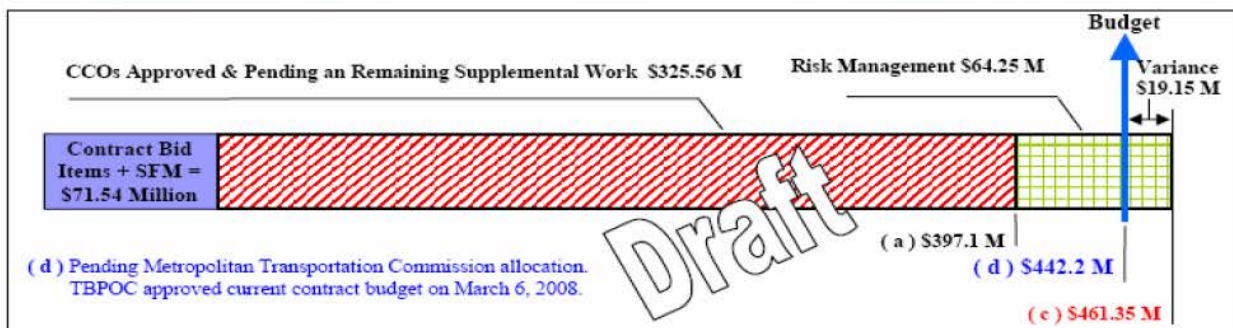 Budget
CCOs Approved & Pending an Remaining Supplemental Work $325.56 M
Risk Management $64.25 M
Variance
$19.15 M
Contract Bid
Items + SFM =
$71.54 Million
Draft
( a ) $397.1 M
( d ) Pending Metropolitan Transportation Commission allocation.
TBPOC approved current contract budget on March 6, 2008.
( d ) $442.2 M
( c ) $461.35 M